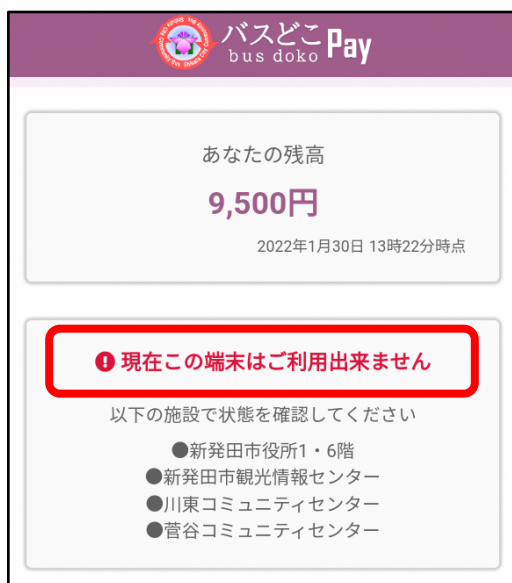 バスどこ Pay
bus doko
あなたの残高
9,500円
2022年1月30日 13時22分時点
現在この端末はご利用出来ません
以下の施設で状態を確認してください
●新発田市役所1・6階
●新発田市観光情報センター
●川東コミュニティセンター
●菅谷コミュニティセンター